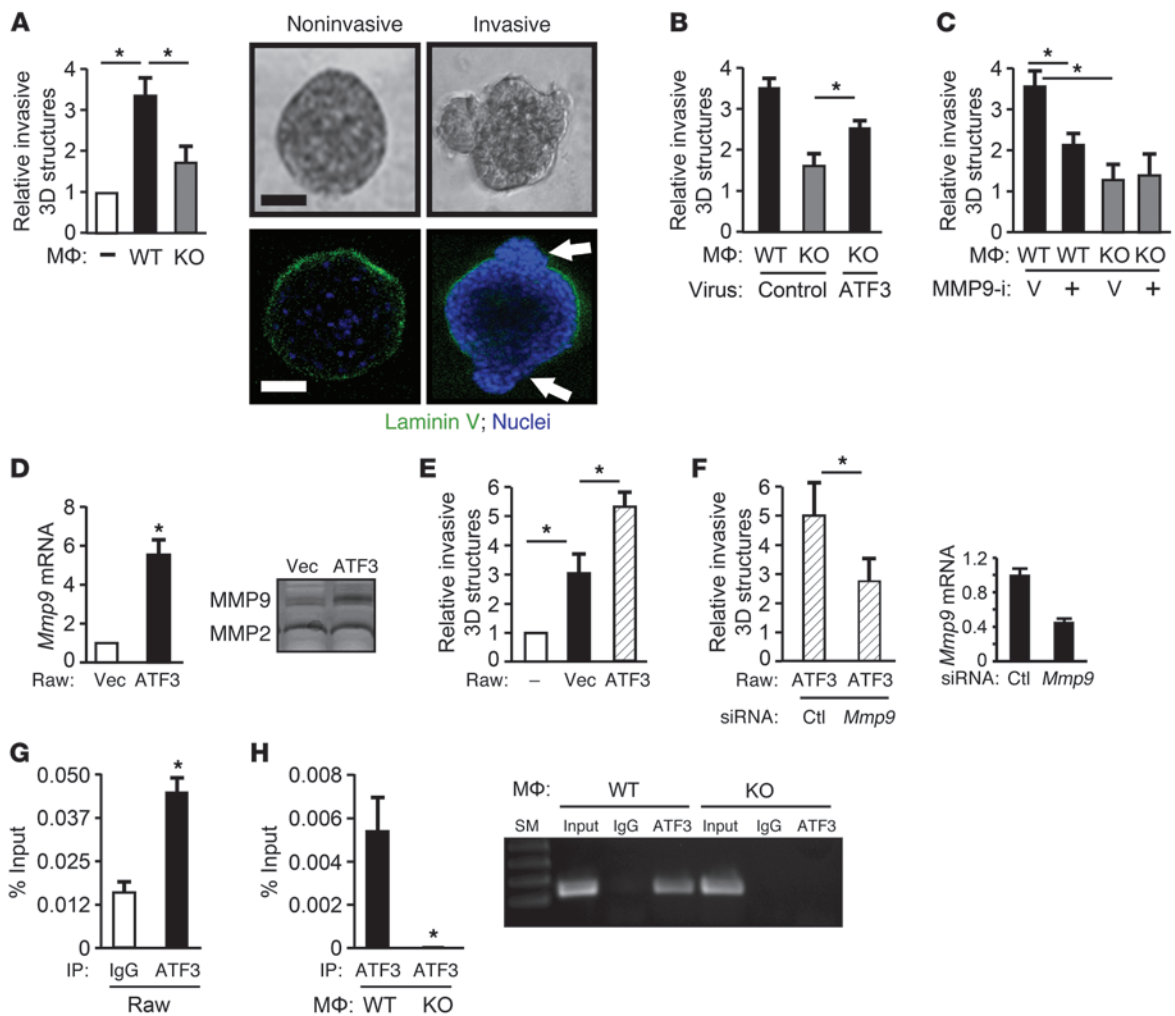 A
Noninvasive
Invasive
Relative invasive
3D structures
4
3
2
1
0
*
*
MΦ: – WT KO
Laminin V; Nuclei
B
Relative invasive
3D structures
4
3
2
1
0
*
MΦ: WT KO KO
Virus: Control ATF3
C
Relative invasive
3D structures
4
3
2
1
0
*
*
MΦ: WT WT KO KO
MMP9-i: V + V +
D
Mmp9 mRNA
8
6
4
2
0
*
Raw: Vec ATF3
Vec ATF3
MMP9
MMP2
E
Relative invasive
3D structures
6
5
4
3
2
1
0
*
*
Raw: – Vec ATF3
F
Relative invasive
3D structures
6
5
4
3
2
1
0
*
Raw: ATF3 ATF3
siRNA: Ctl Mmp9
Mmp9 mRNA
1.2
0.8
0.4
0
siRNA: Ctl Mmp9
G
% Input
0.050
0.037
0.025
0.012
0
*
IP: IgG ATF3
Raw
H
% Input
0.008
0.006
0.004
0.002
0
*
IP: ATF3 ATF3
MΦ: WT KO
MΦ: WT KO
SM Input IgG ATF3 Input IgG ATF3